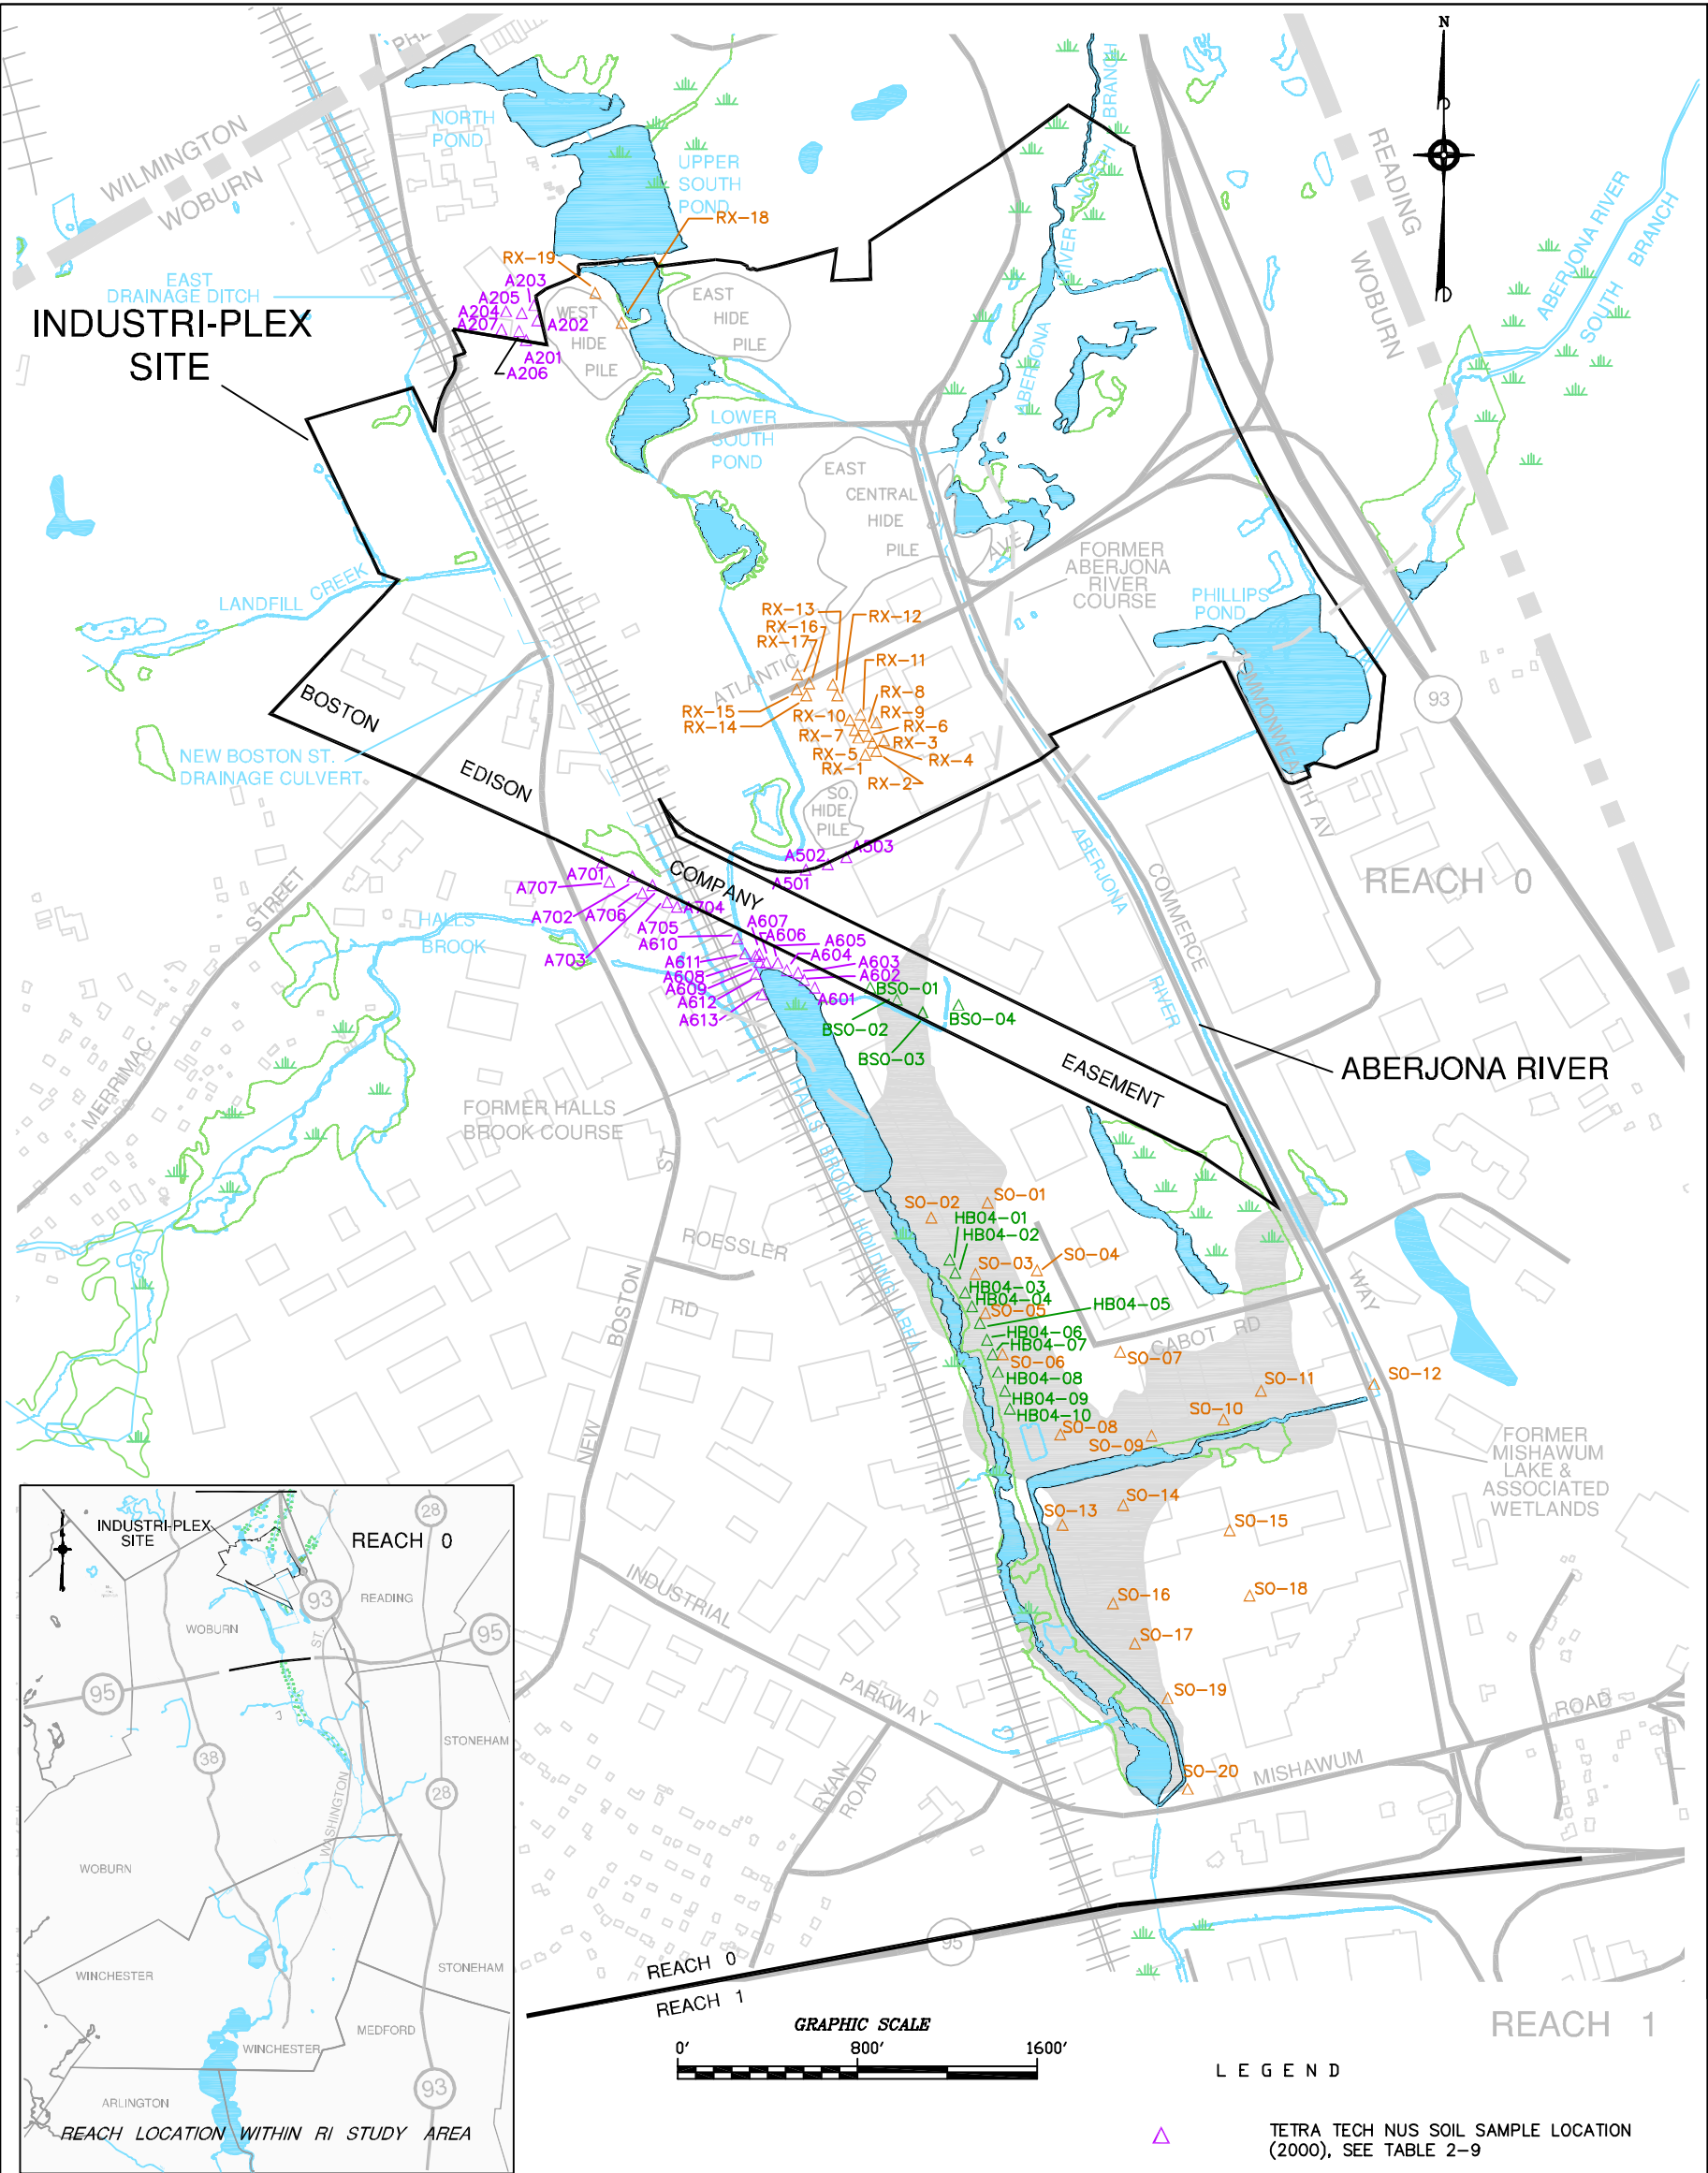 N
WILMINGTON
WOBURN
NORTH
POND
UPPER
SOUTH
POND
RX-18
RX-19
A203
A205
A204
A207
A202
A201
A206
EAST
DRAINAGE DITCH
INDUSTRI-PLEX
SITE
WEST
HIDE
PILE
EAST
HIDE
PILE
LOWER
SOUTH
POND
ABERJONA
RIVER
NORTH
BRANCH
READING
WOBURN
ABERJONA RIVER
SOUTH BRANCH
EAST
CENTRAL
HIDE
PILE
AVE
FORMER
ABERJONA
RIVER
COURSE
PHILLIPS
POND
93
LANDFILL CREEK
RX-13
RX-16
RX-17
RX-12
RX-11
ATLANTIC
RX-8
RX-15
RX-14
RX-10
RX-9
RX-6
RX-7
RX-3
RX-5
RX-4
RX-1
RX-2
SO.
HIDE
PILE
BOSTON
EDISON
COMPANY
EASEMENT
NEW BOSTON ST.
DRAINAGE CULVERT
A502
A503
A501
A701
A707
A702
A706
A704
A705
A703
A607
A606
A610
A605
A604
A611
A603
A608
A602
A609
A612
A601
A613
BSO-01
BSO-02
BSO-04
BSO-03
MERRIMAC
STREET
HALLS
BROOK
ABERJONA
RIVER
COMMERCE
WAY
REACH 0
ABERJONA RIVER
FORMER HALLS
BROOK COURSE
HALLS BROOK HOLDING AREA
ROESSLER
RD
NEW
BOSTON
ST.
SO-02
SO-01
HB04-01
HB04-02
SO-03
SO-04
HB04-03
HB04-04
SO-05
HB04-05
HB04-06
HB04-07
SO-06
HB04-08
HB04-09
HB04-10
CABOT RD
SO-07
SO-11
SO-12
SO-10
SO-08
SO-09
FORMER
MISHAWUM
LAKE &
ASSOCIATED
WETLANDS
SO-13
SO-14
SO-15
SO-16
SO-18
SO-17
SO-19
SO-20
INDUSTRIAL
PARKWAY
RYAN
ROAD
MISHAWUM
ROAD
95
REACH 0
REACH 1
REACH 1
INDUSTRI-PLEX
SITE
28
REACH 0
93
READING
WOBURN
ST.
95
95
38
STONEHAM
28
WASHINGTON
WOBURN
WINCHESTER
STONEHAM
MEDFORD
WINCHESTER
93
ARLINGTON
REACH LOCATION WITHIN RI STUDY AREA
GRAPHIC SCALE
0' 800' 1600'
LEGEND
TETRA TECH NUS SOIL SAMPLE LOCATION
(2000), SEE TABLE 2-9